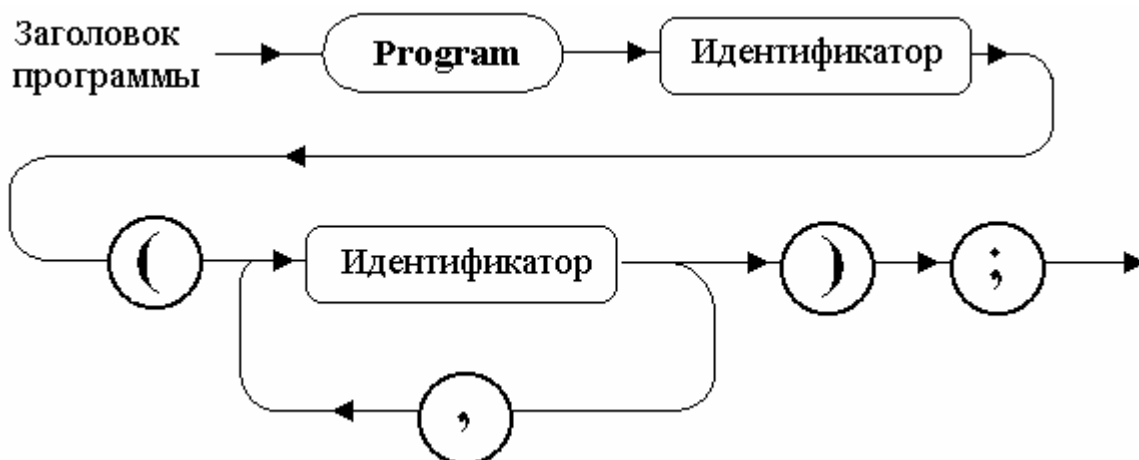 Заголовок
программы
Program
Идентификатор
(
Идентификатор
)
;
,